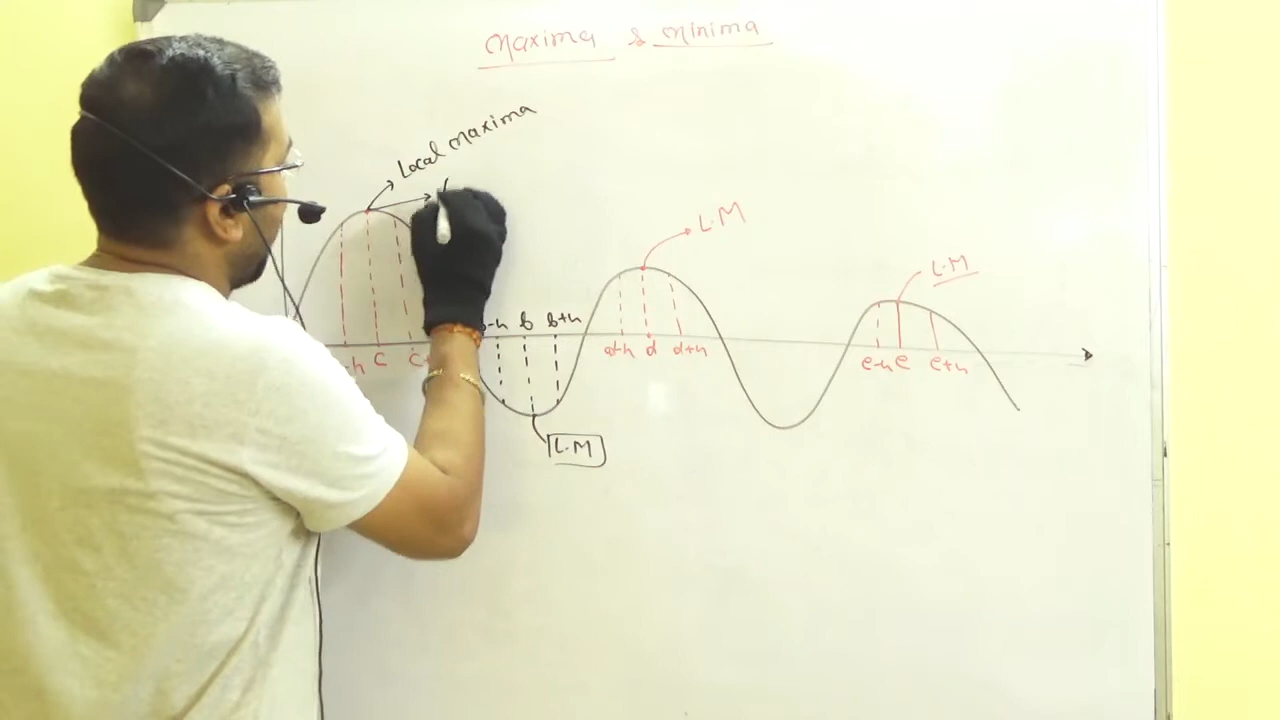 Maxima & Minima
Local Maxima
L.M
L.M
b b+h
c
d-h d d+h
e-h e e+h
L.M